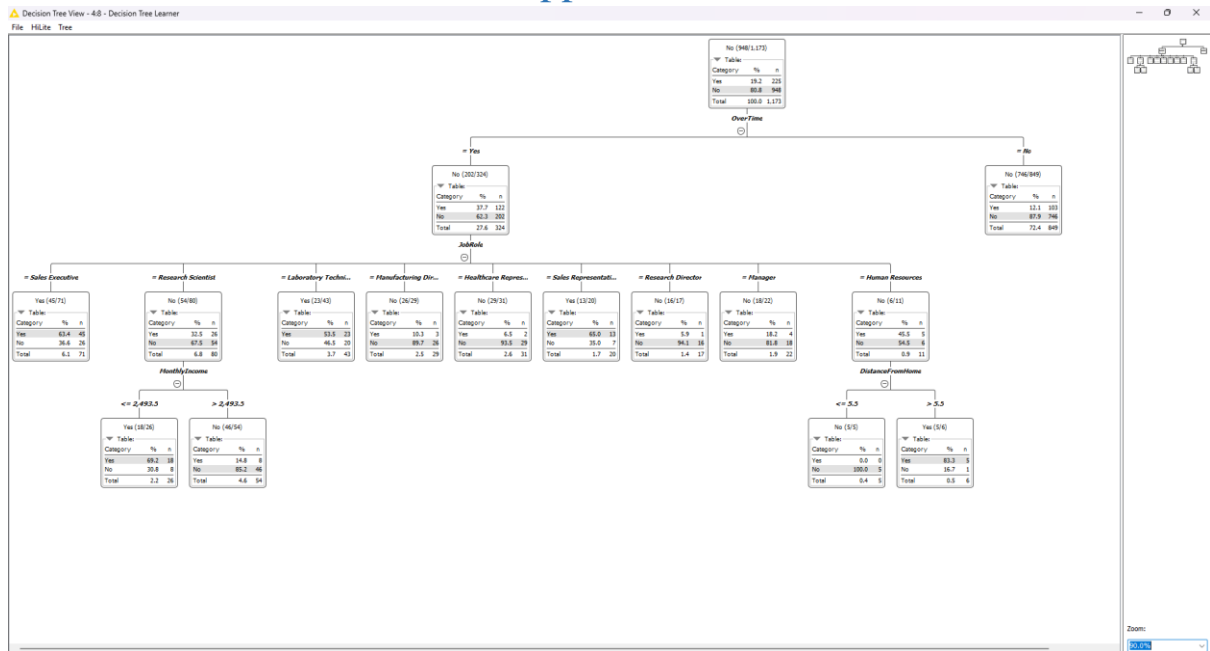 Decision Tree View - 4:8 - Decision Tree Learner
File HiLite Tree
No (948/1,173)
Table:
Category % n
Yes 19.2 225
No 80.8 948
Total 100.0 1,173
OverTime
= Yes
No (202/324)
Table:
Category % n
Yes 37.7 122
No 62.3 202
Total 27.6 324
JobRole
= No
No (746/849)
Table:
Category % n
Yes 12.1 103
No 87.9 746
Total 72.4 849
= Sales Executive
Yes (45/71)
Table:
Category % n
Yes 63.4 45
No 36.6 26
Total 6.1 71
= Research Scientist
No (54/80)
Table:
Category % n
Yes 32.5 26
No 67.5 54
Total 6.8 80
MonthlyIncome
= Laboratory Techni...
Yes (23/43)
Table:
Category % n
Yes 53.5 23
No 46.5 20
Total 3.7 43
= Manufacturing Dir...
No (26/29)
Table:
Category % n
Yes 10.3 3
No 89.7 26
Total 2.5 29
= Healthcare Repres...
No (29/31)
Table:
Category % n
Yes 6.5 2
No 93.5 29
Total 2.6 31
= Sales Representati...
Yes (13/20)
Table:
Category % n
Yes 65.0 13
No 35.0 7
Total 1.7 20
= Research Director
No (16/17)
Table:
Category % n
Yes 5.9 1
No 94.1 16
Total 1.4 17
= Manager
No (18/22)
Table:
Category % n
Yes 18.2 4
No 81.8 18
Total 1.9 22
= Human Resources
No (6/11)
Table:
Category % n
Yes 45.5 5
No 54.5 6
Total 0.9 11
DistanceFromHome
<= 2,493.5
Yes (18/26)
Table:
Category % n
Yes 69.2 18
No 30.8 8
Total 2.2 26
> 2,493.5
No (46/54)
Table:
Category % n
Yes 14.8 8
No 85.2 46
Total 4.6 54
<= 5.5
No (5/5)
Table:
Category % n
Yes 0.0 0
No 100.0 5
Total 0.4 5
> 5.5
Yes (5/6)
Table:
Category % n
Yes 83.3 5
No 16.7 1
Total 0.5 6
Zoom:
90.0%